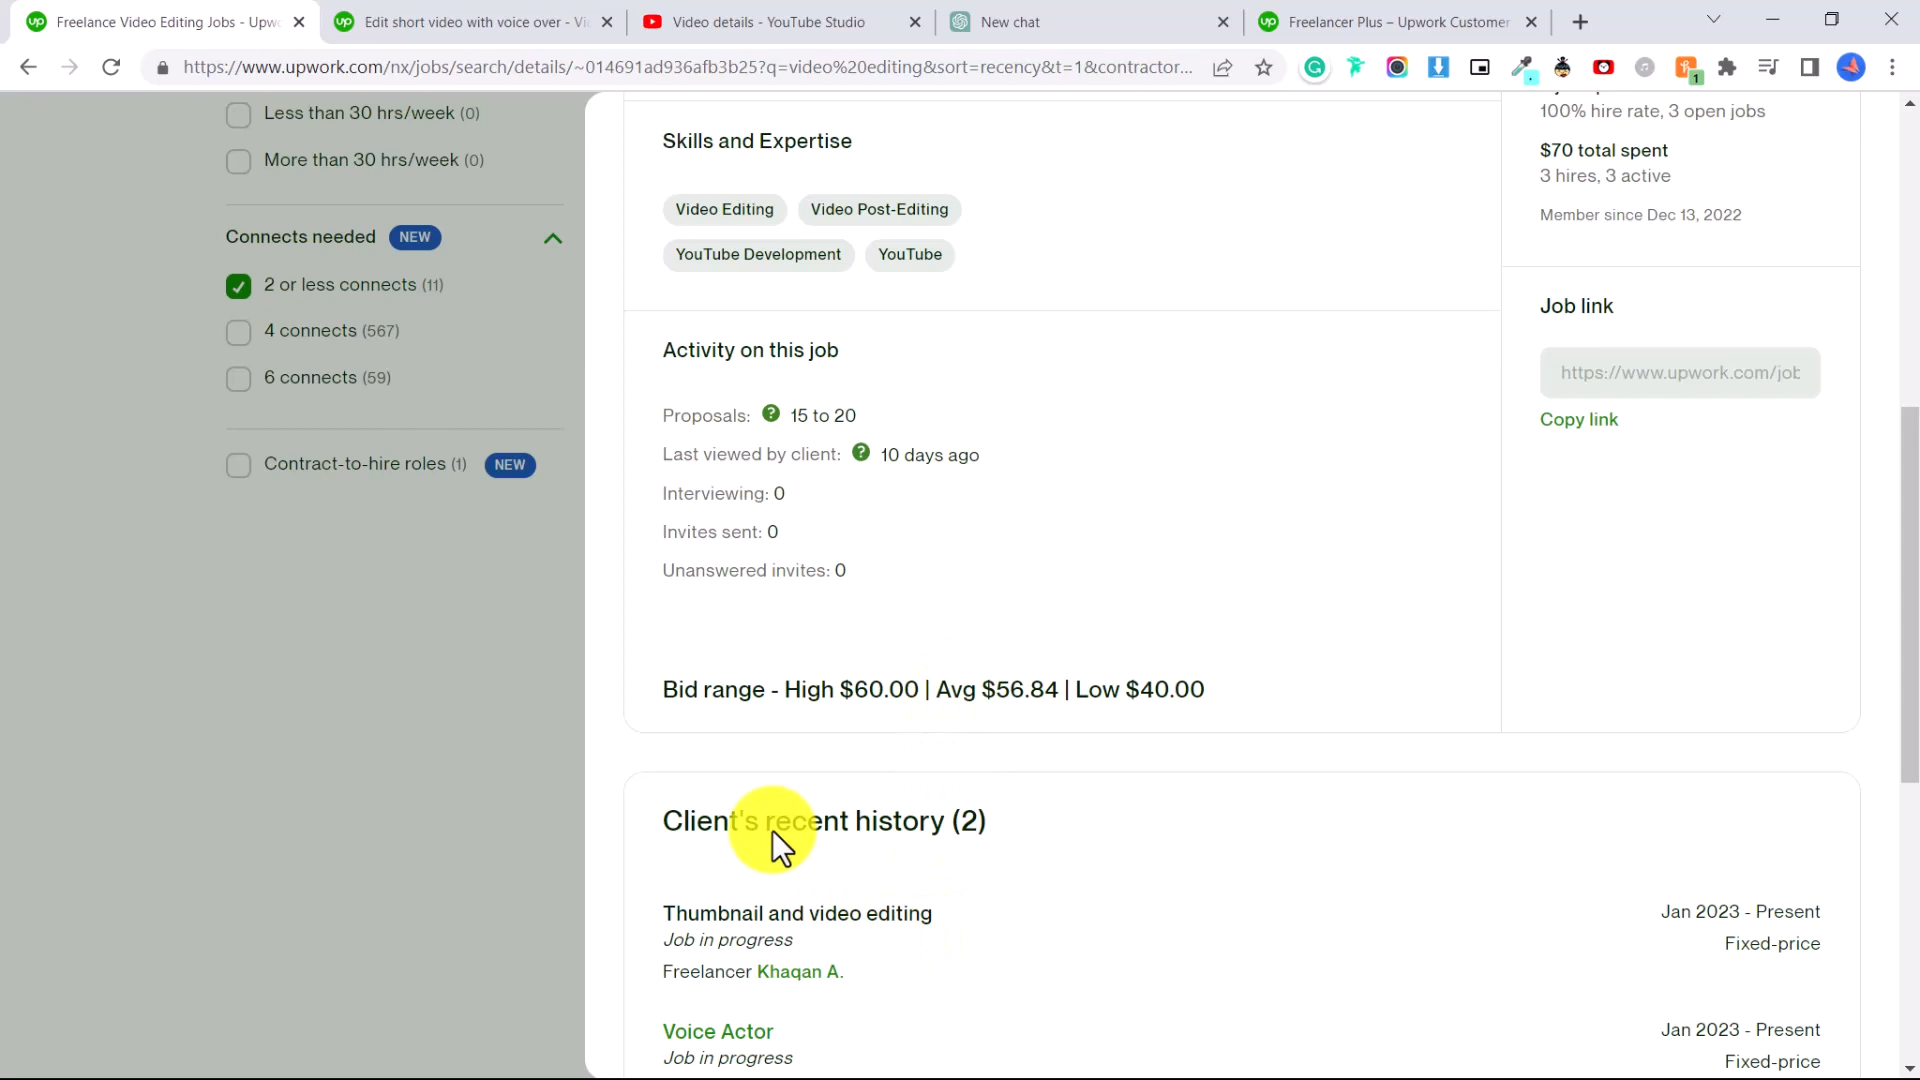 Freelance Video Editing Jobs - Upwo
Edit short video with voice over - Vi
Video details - YouTube Studio
New chat
Freelancer Plus – Upwork Customer
https://www.upwork.com/nx/jobs/search/details/~014691ad936afb3b25?q=video%20editing&sort=recency&t=1&contractor...
Less than 30 hrs/week (0)
More than 30 hrs/week (0)
Connects needed NEW
2 or less connects (11)
4 connects (567)
6 connects (59)
Contract-to-hire roles (1) NEW
Skills and Expertise
Video Editing
Video Post-Editing
YouTube Development
YouTube
Activity on this job
Proposals: ? 15 to 20
Last viewed by client: ? 10 days ago
Interviewing: 0
Invites sent: 0
Unanswered invites: 0
Bid range - High $60.00 | Avg $56.84 | Low $40.00
100% hire rate, 3 open jobs
$70 total spent
3 hires, 3 active
Member since Dec 13, 2022
Job link
https://www.upwork.com/job
Copy link
Client's recent history (2)
Thumbnail and video editing
Job in progress
Freelancer Khaqan A.
Jan 2023 - Present
Fixed-price
Voice Actor
Job in progress
Jan 2023 - Present
Fixed-price